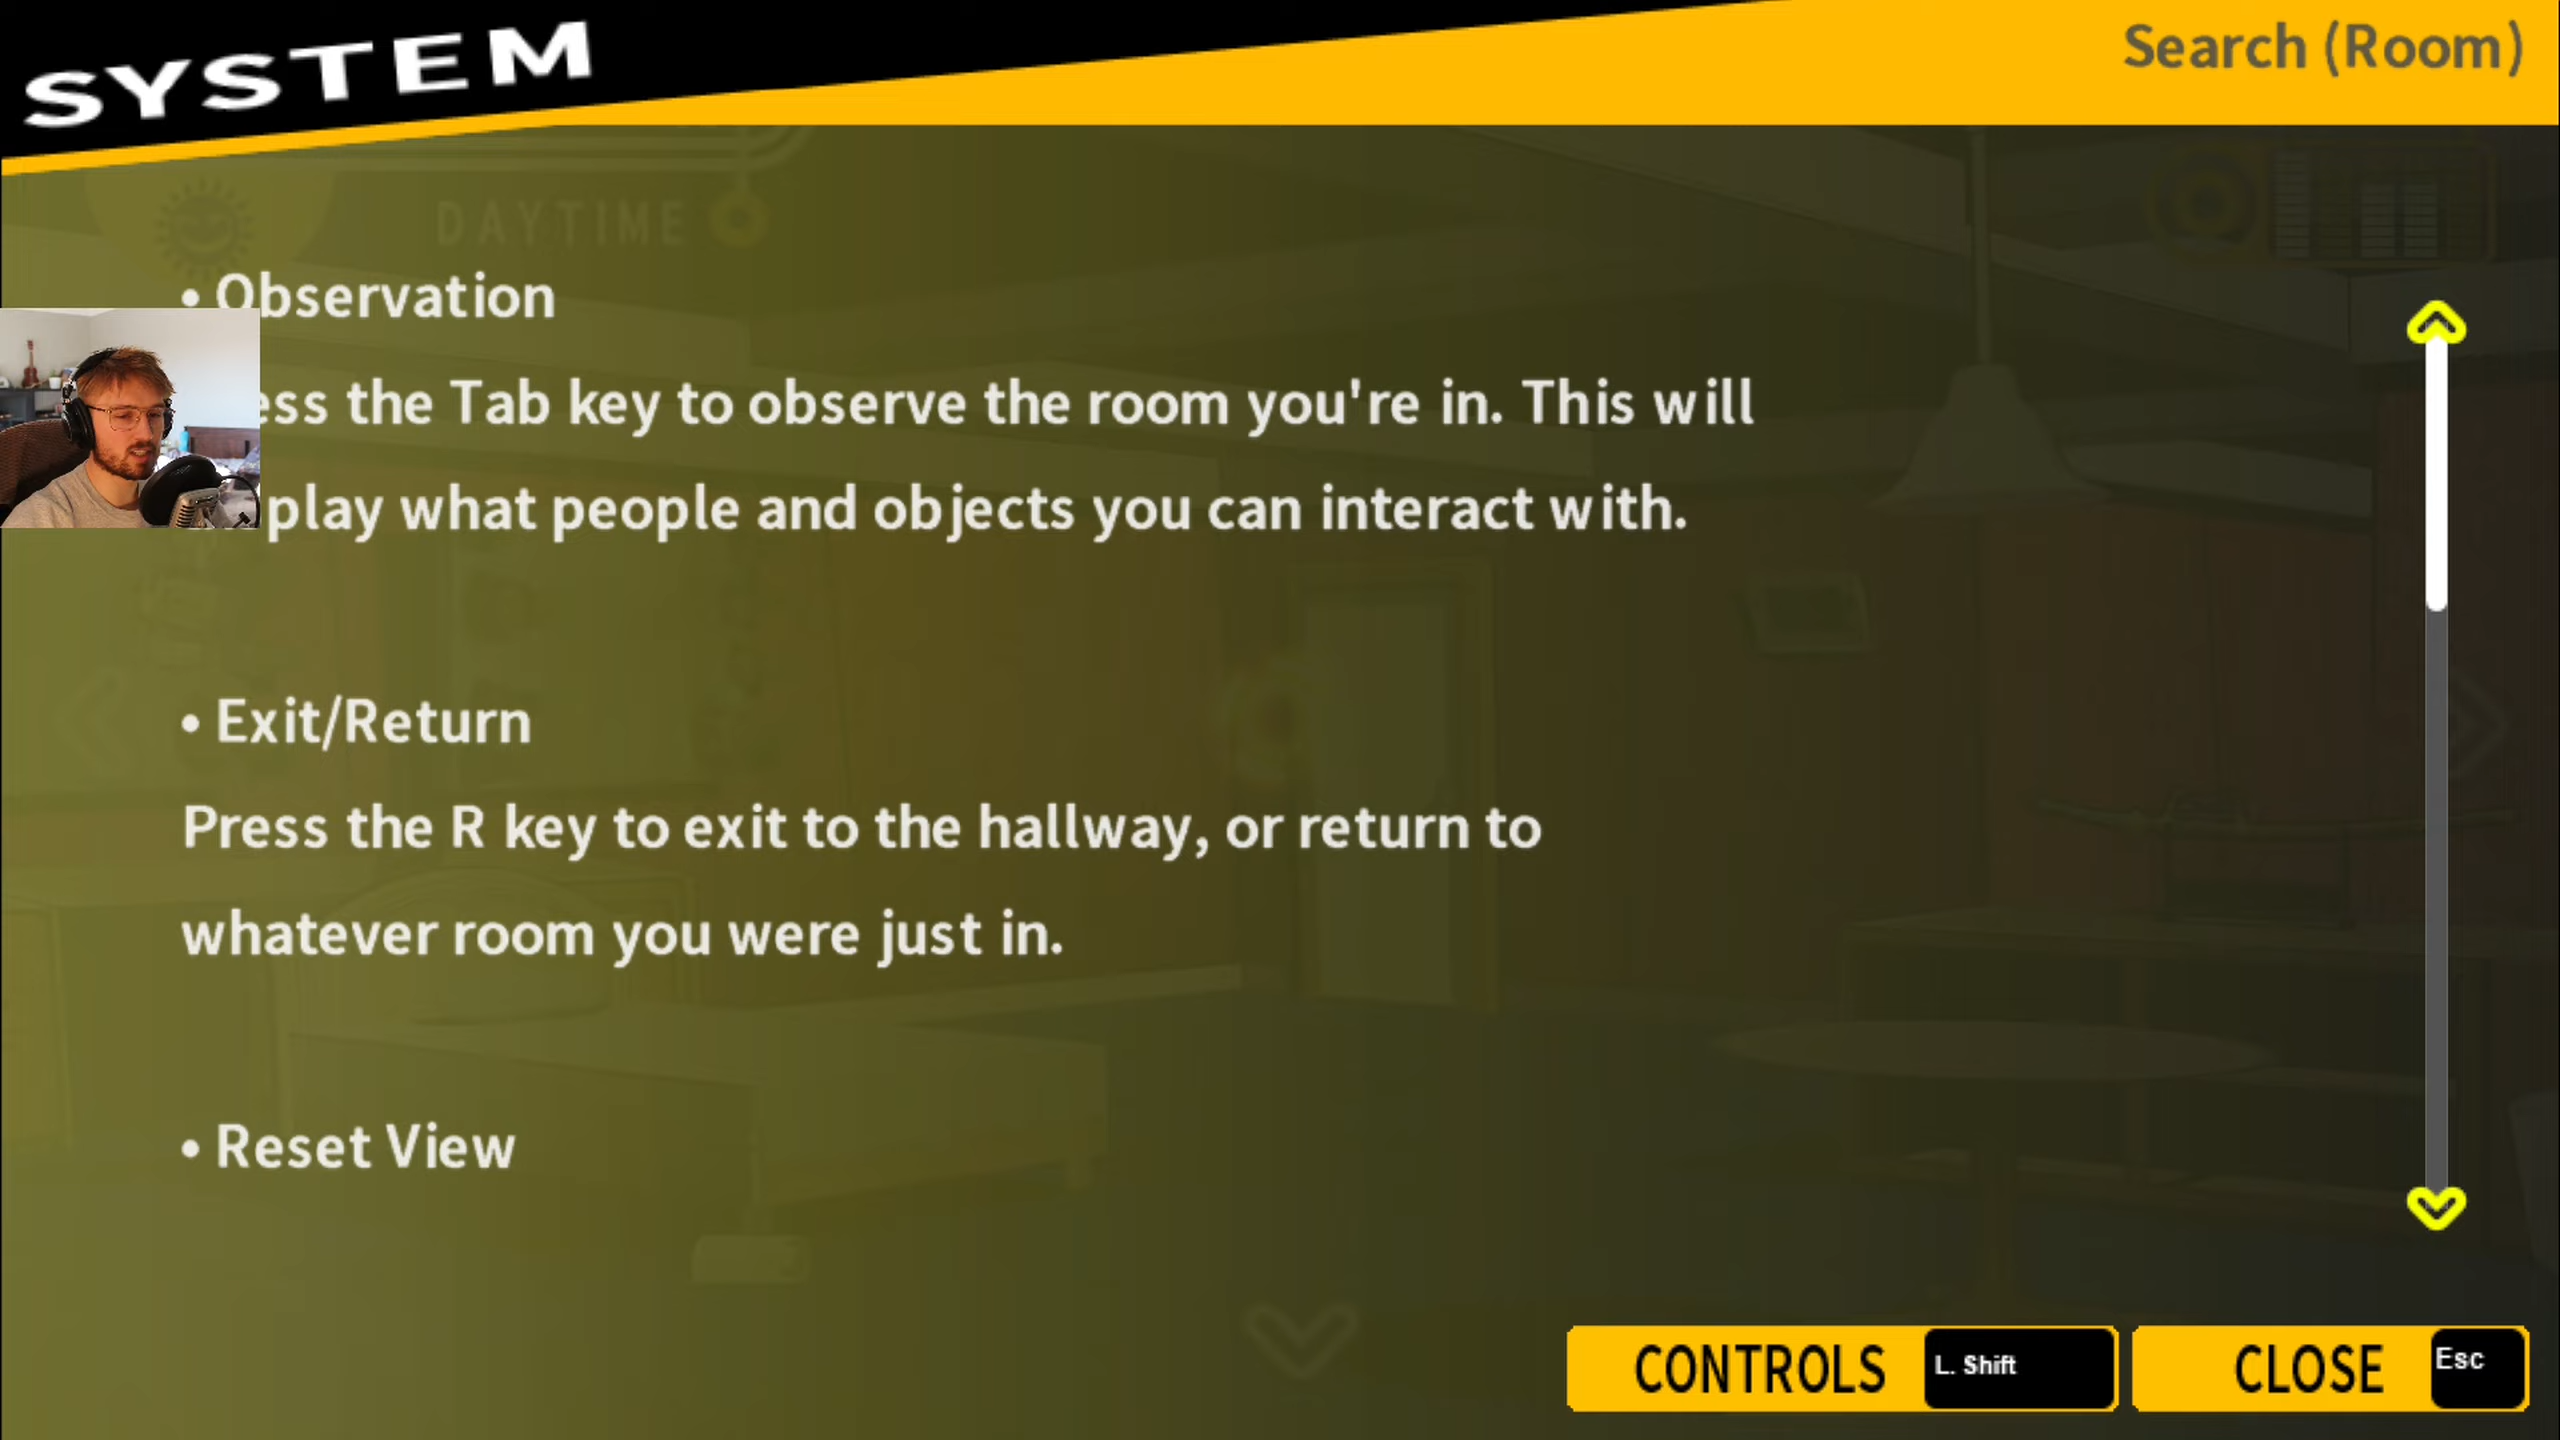 SYSTEM
Search (Room)
DAYTIME
• Observation
the Tab key to observe the room you're in. This will
what people and objects you can interact with.
• Exit/Return
Press the R key to exit to the hallway, or return to
whatever room you were just in.
• Reset View
CONTROLS L. Shift CLOSE Esc